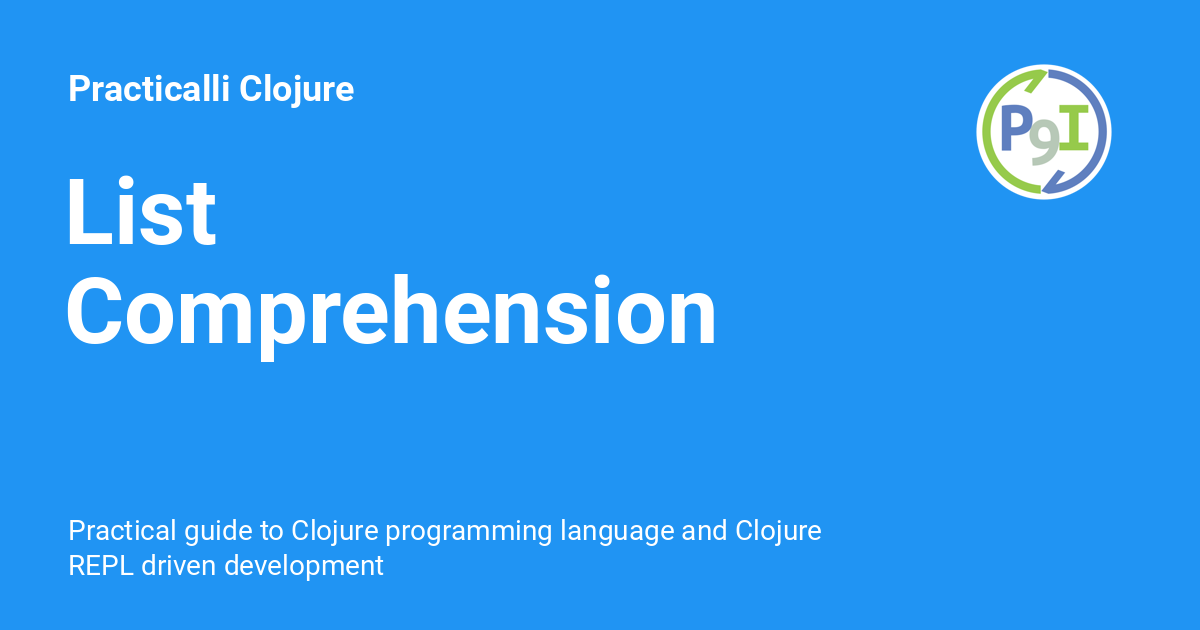 Practicalli Clojure
P9I
List
Comprehension
Practical guide to Clojure programming language and Clojure
REPL driven development